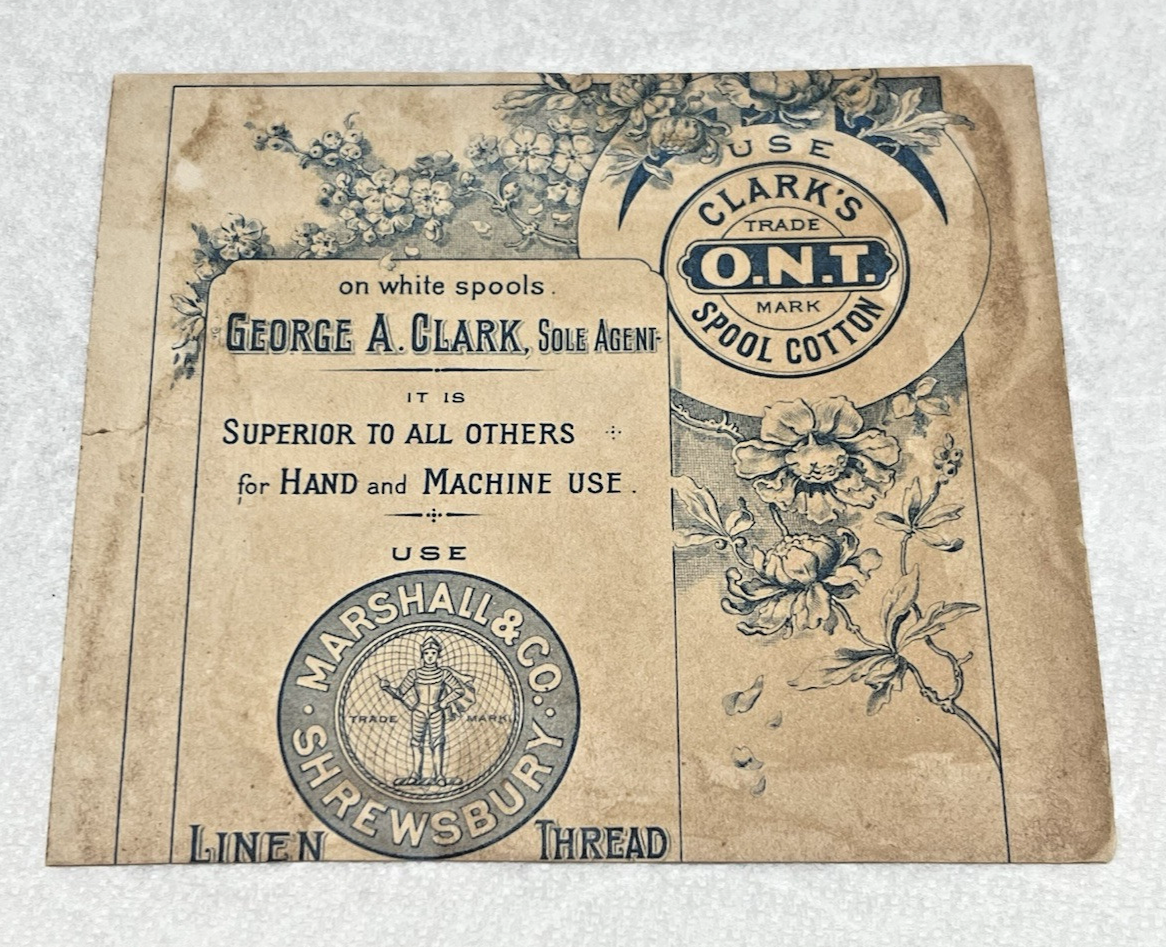 USE
CLARK'S
TRADE
O.N.T.
MARK
SPOOL COTTON
on white spools.
GEORGE A. CLARK, SOLE AGENT
IT IS
SUPERIOR TO ALL OTHERS
for HAND and MACHINE USE.
USE
MARSHALL & CO.
TRADE MARK
SHREWSBURY
LINEN THREAD